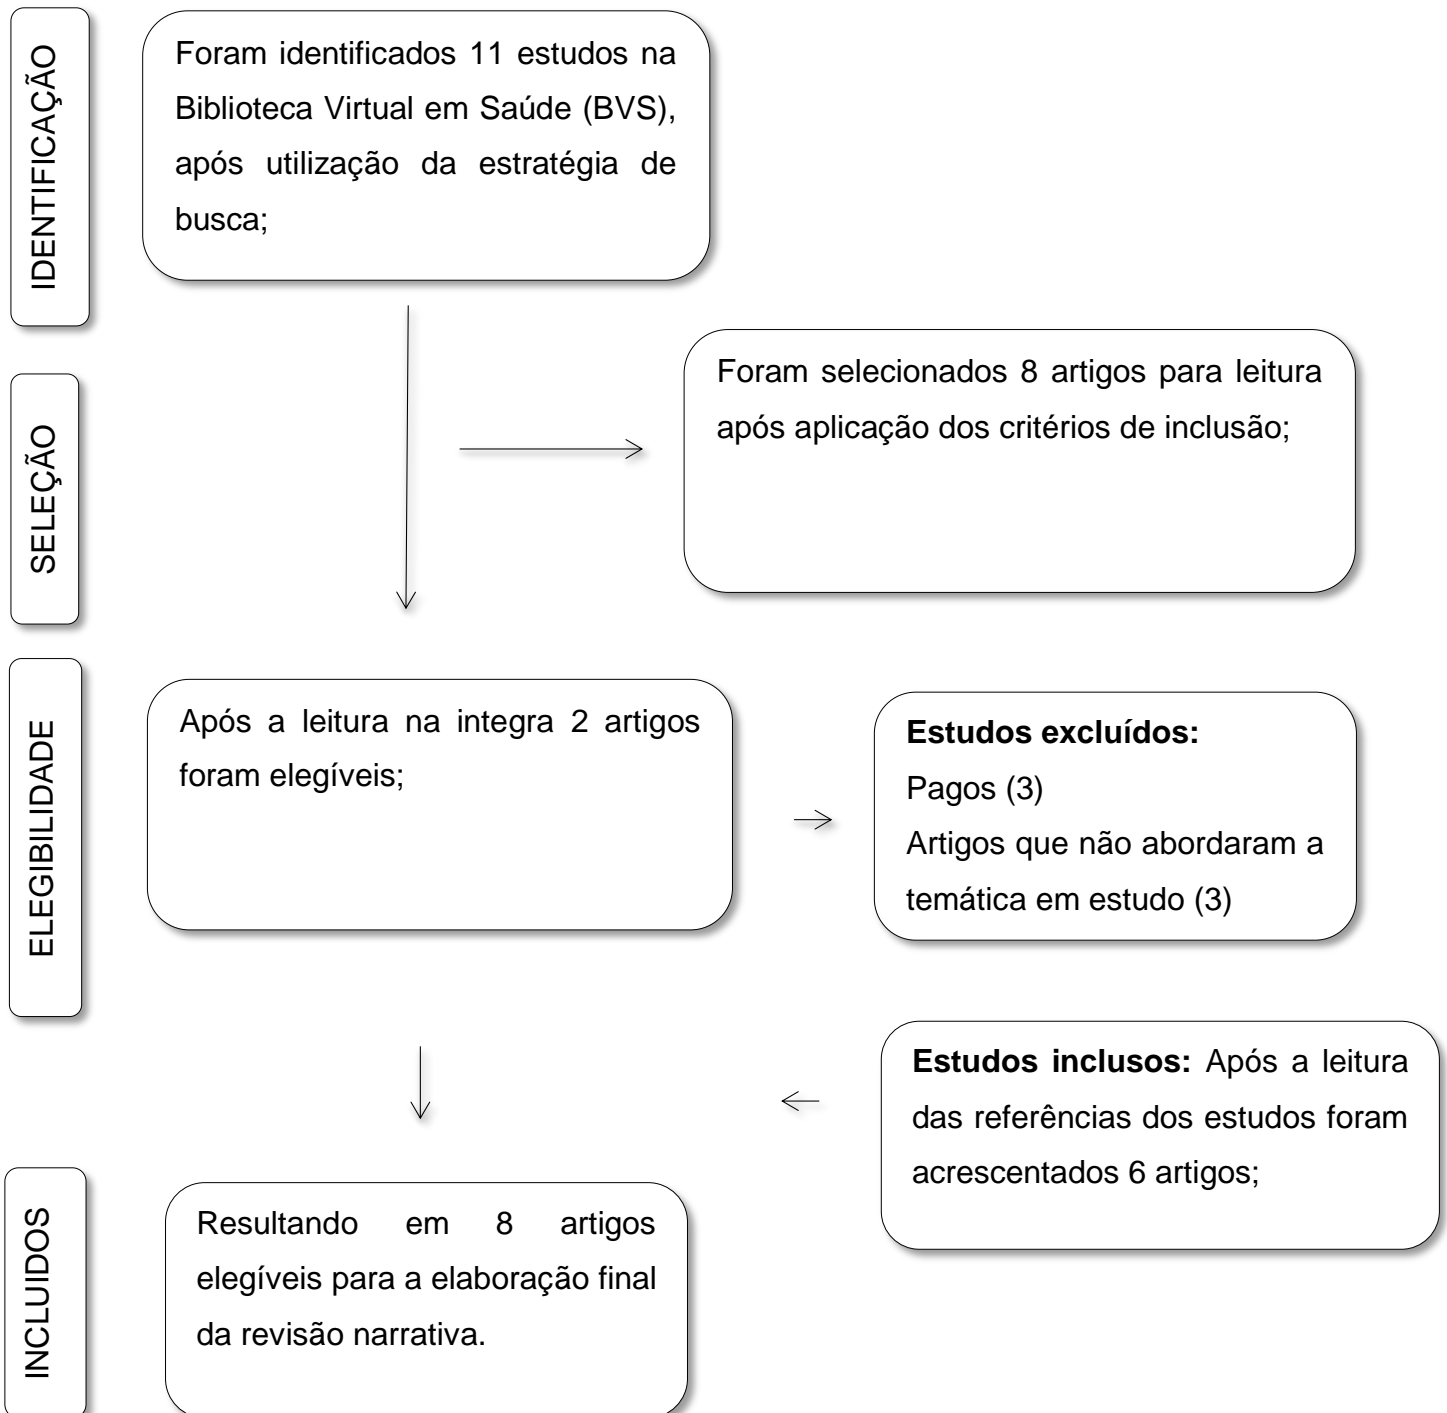 IDENTIFICAÇÃO
Foram identificados 11 estudos na
Biblioteca Virtual em Saúde (BVS),
após utilização da estratégia de
busca;
SELEÇÃO
Foram selecionados 8 artigos para leitura
após aplicação dos critérios de inclusão;
ELEGIBILIDADE
Após a leitura na integra 2 artigos
foram elegíveis;
Estudos excluídos:
Pagos (3)
Artigos que não abordaram a
temática em estudo (3)
Estudos inclusos: Após a leitura
das referências dos estudos foram
acrescentados 6 artigos;
INCLUIDOS
Resultando em 8 artigos
elegíveis para a elaboração final
da revisão narrativa.